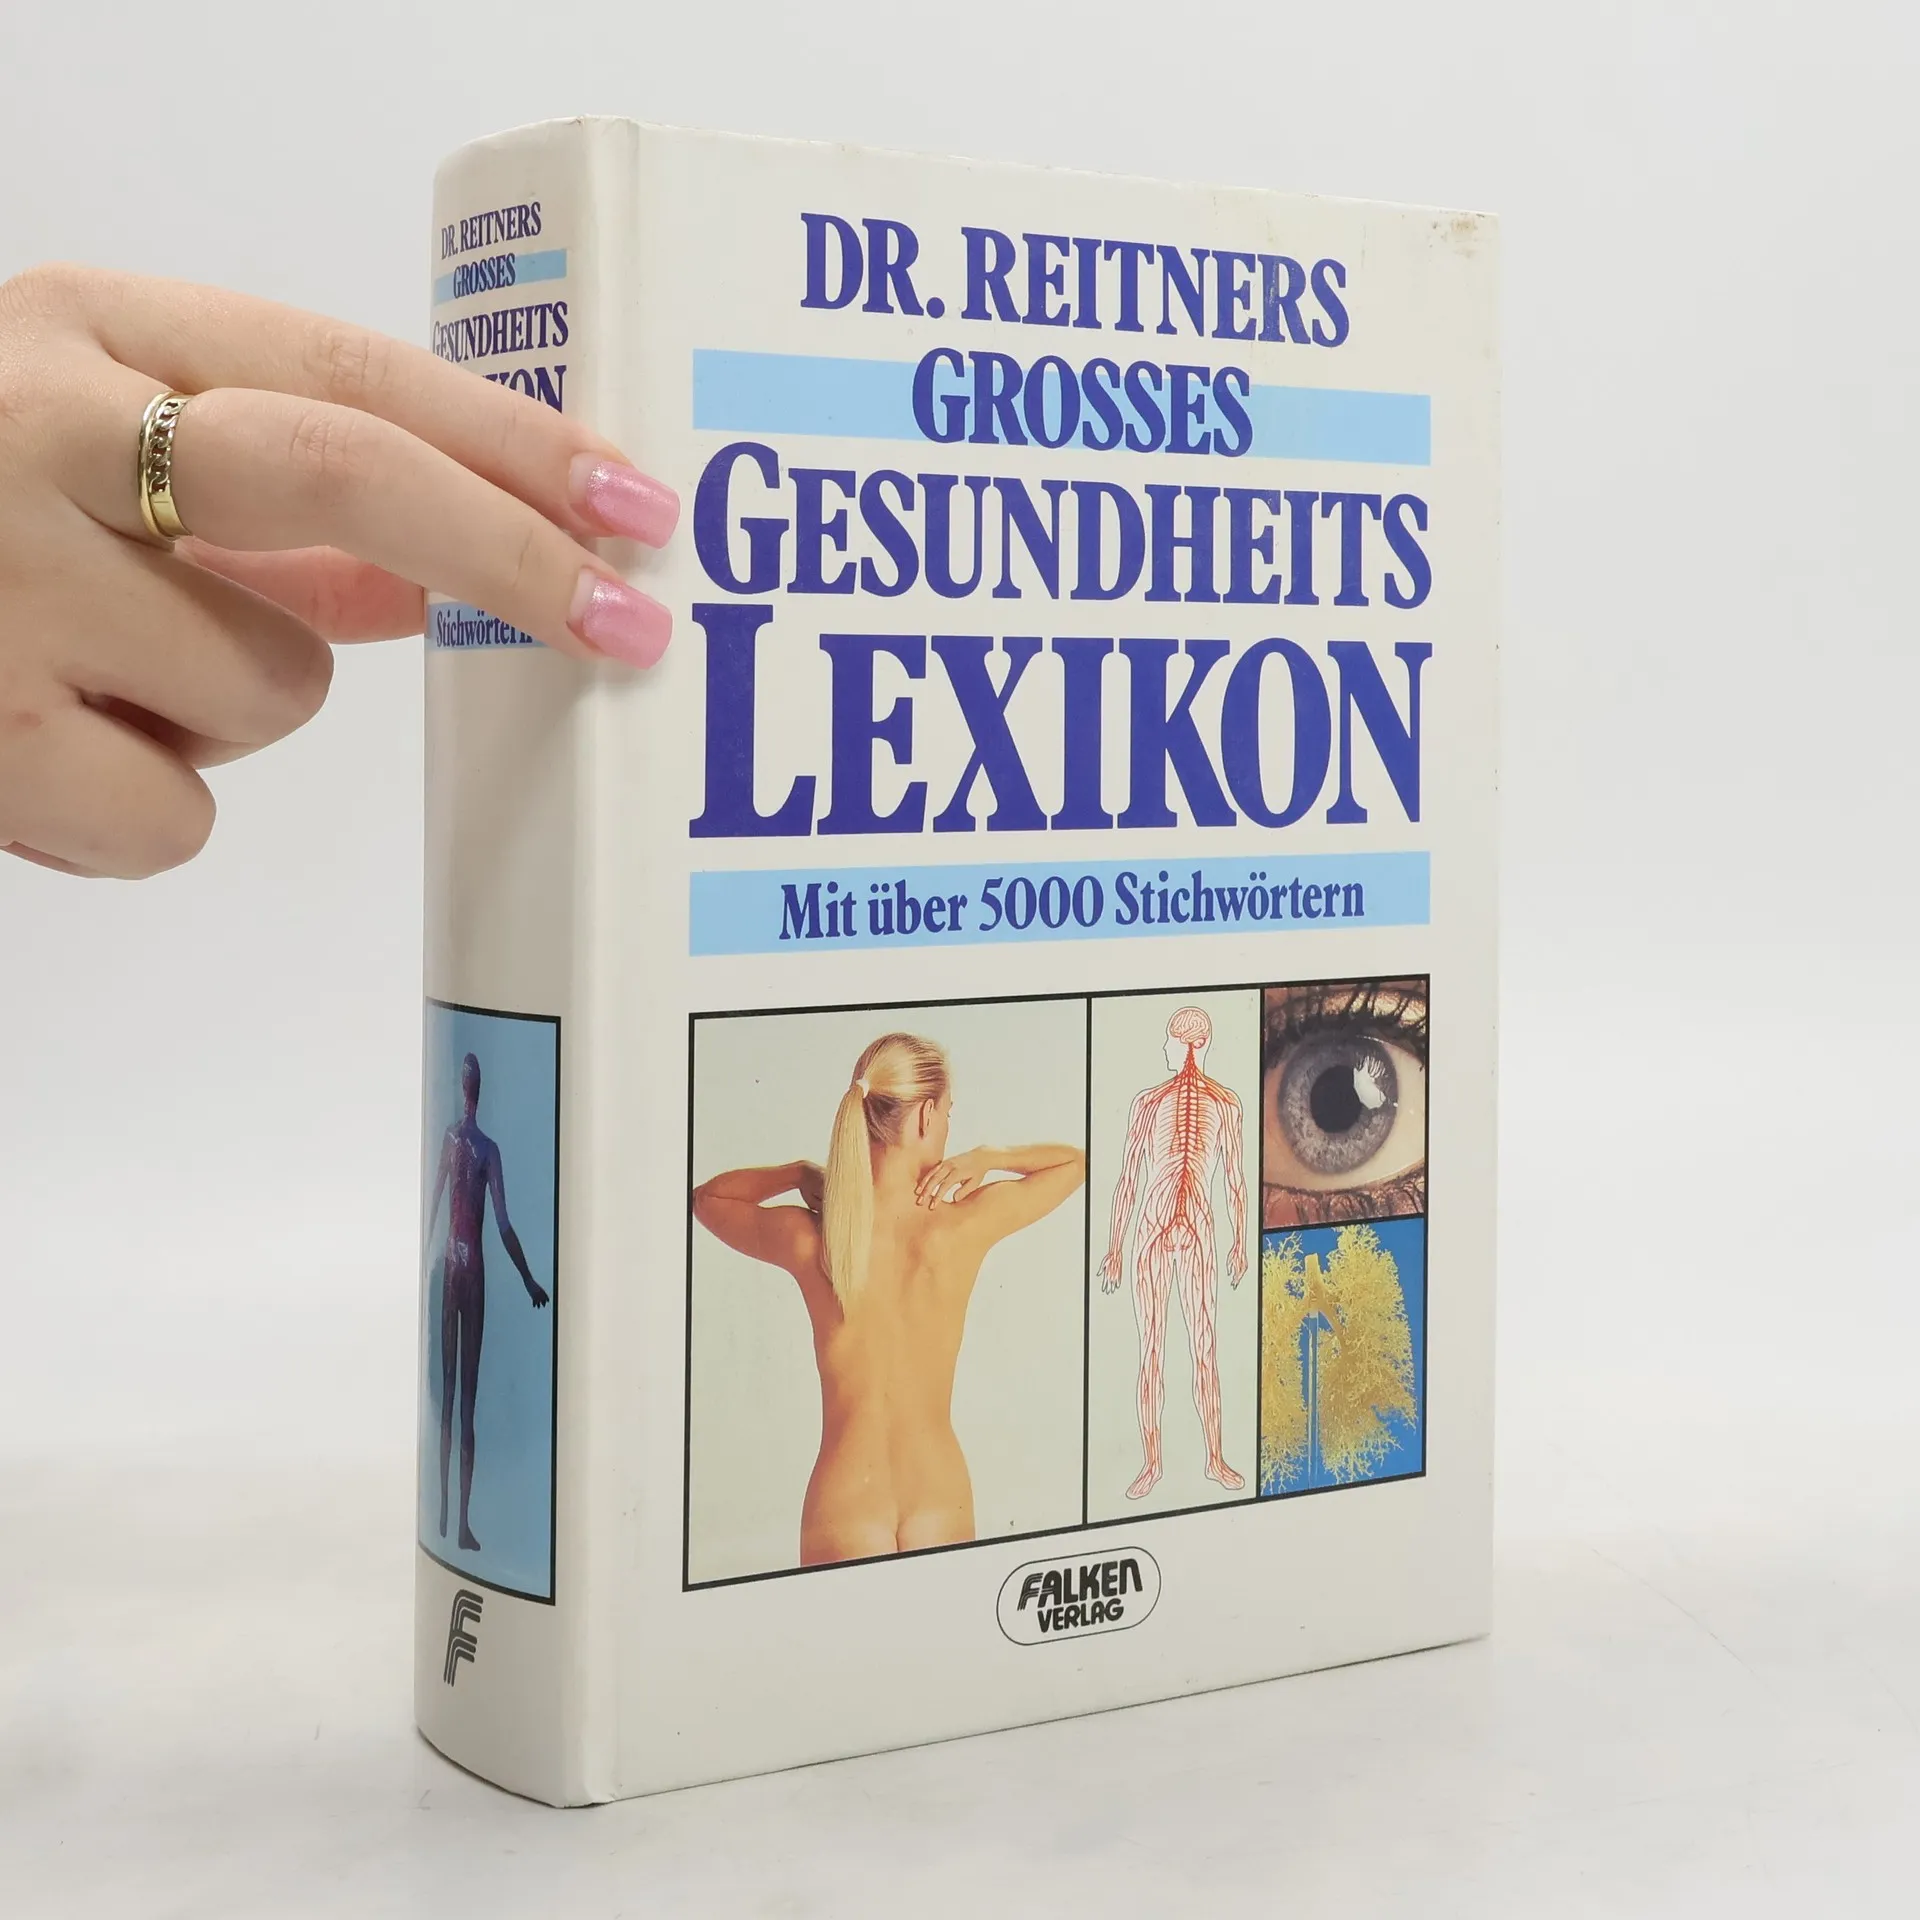 DR. REITNERS
GROSSES
GESUNDHEITS
Stichwörtern
DR. REITNERS
GROSSES
GESUNDHEITS
LEXIKON
Mit über 5000 Stichwörtern
FALKEN
VERLAG